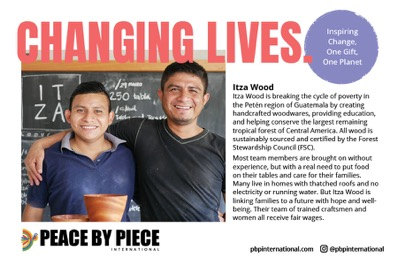 CHANGING LIVES.
Inspiring
Change,
One Gift,
One Planet
ITZA
Itza Wood
Itza Wood is breaking the cycle of poverty in
the Petén region of Guatemala by creating
handcrafted woodwares, providing education,
and helping conserve the largest remaining
tropical forest of Central America. All wood is
sustainably sourced and certified by the Forest
Stewardship Council (FSC).
Most team members are brought on without
experience, but with a real need to put food
on their tables and care for their families.
Many live in homes with thatched roofs and no
electricity or running water. But Itza Wood is
linking families to a future with hope and well-
being. Their team of trained craftsmen and
women all receive fair wages.
PEACE BY PIECE
INTERNATIONAL
pbpinternational.com @pbpinternational